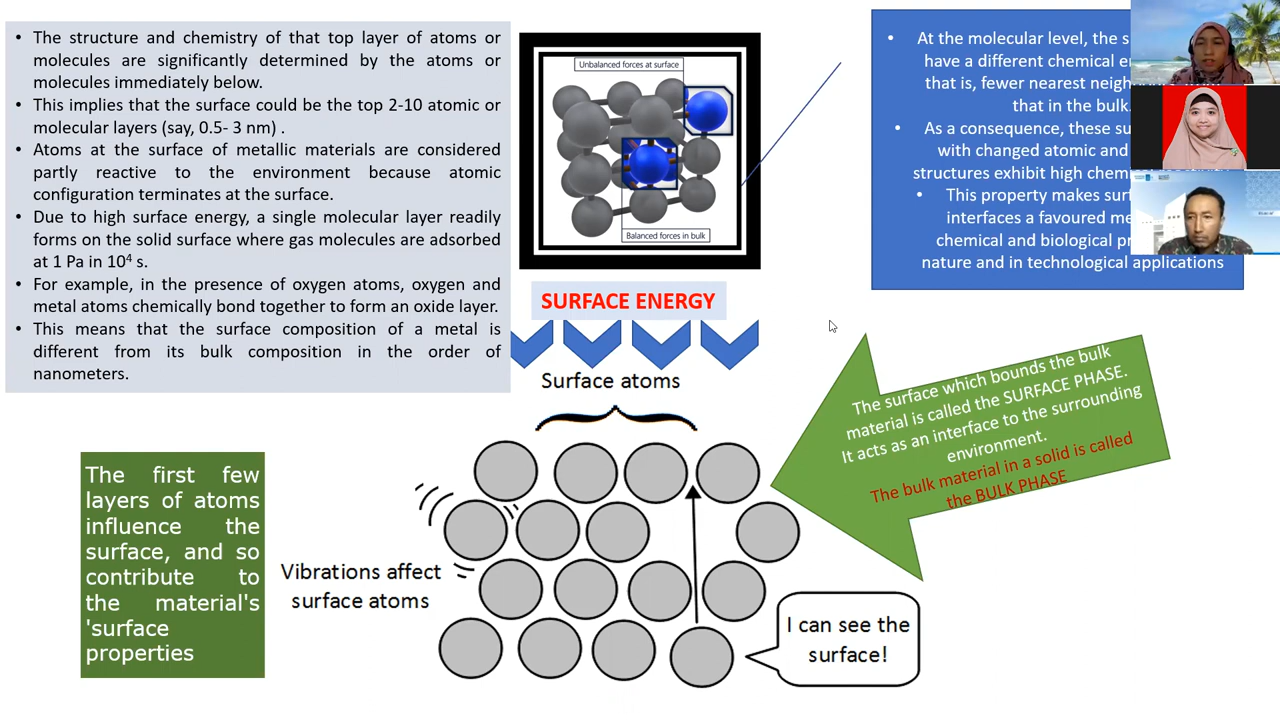 • The structure and chemistry of that top layer of atoms or
molecules are significantly determined by the atoms or
molecules immediately below.
• This implies that the surface could be the top 2-10 atomic or
molecular layers (say, 0.5- 3 nm) .
• Atoms at the surface of metallic materials are considered
partly reactive to the environment because atomic
configuration terminates at the surface.
• Due to high surface energy, a single molecular layer readily
forms on the solid surface where gas molecules are adsorbed
at 1 Pa in 10⁴ s.
• For example, in the presence of oxygen atoms, oxygen and
metal atoms chemically bond together to form an oxide layer.
• This means that the surface composition of a metal is
different from its bulk composition in the order of
nanometers.
Unbalanced forces at surface
Balanced forces in bulk
SURFACE ENERGY
• At the molecular level, the
have a different chemical
that is, fewer nearest
that in the bulk.
• As a consequence, these
with changed atomic and
structures exhibit high
• This property makes
interfaces a favoured
chemical and biological
nature and in technological applications
Surface atoms
The surface which bounds the bulk
material is called the SURFACE PHASE.
It acts as an interface to the surrounding
environment.
The bulk material in a solid is called
the BULK PHASE
The first few
layers of atoms
influence the
surface, and so
contribute to
the material's
'surface
properties
Vibrations affect
surface atoms
I can see the
surface!